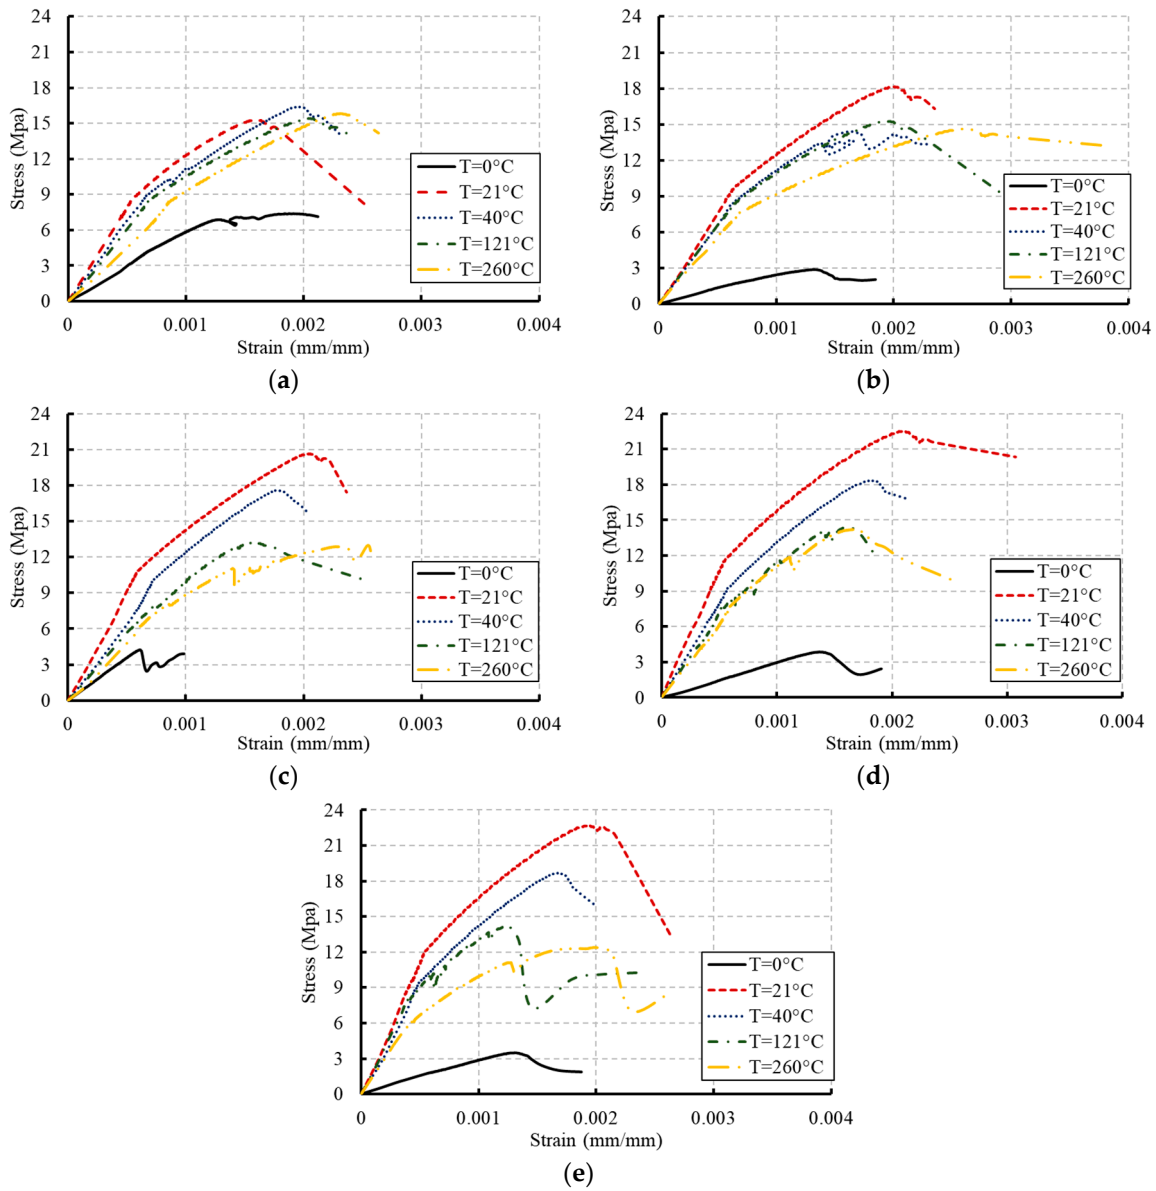 24
21
18
15
12
9
6
3
0
Stress (Mpa)
0 0.001 0.002 0.003 0.004
Strain (mm/mm)
T=0°C
T=21°C
T=40°C
T=121°C
T=260°C
(a)
24
21
18
15
12
9
6
3
0
Stress (Mpa)
0 0.001 0.002 0.003 0.004
Strain (mm/mm)
T=0°C
T=21°C
T=40°C
T=121°C
T=260°C
(b)
24
21
18
15
12
9
6
3
0
Stress (Mpa)
0 0.001 0.002 0.003 0.004
Strain (mm/mm)
T=0°C
T=21°C
T=40°C
T=121°C
T=260°C
(c)
24
21
18
15
12
9
6
3
0
Stress (Mpa)
0 0.001 0.002 0.003 0.004
Strain (mm/mm)
T=0°C
T=21°C
T=40°C
T=121°C
T=260°C
(d)
24
21
18
15
12
9
6
3
0
Stress (Mpa)
0 0.001 0.002 0.003 0.004
Strain (mm/mm)
T=0°C
T=21°C
T=40°C
T=121°C
T=260°C
(e)